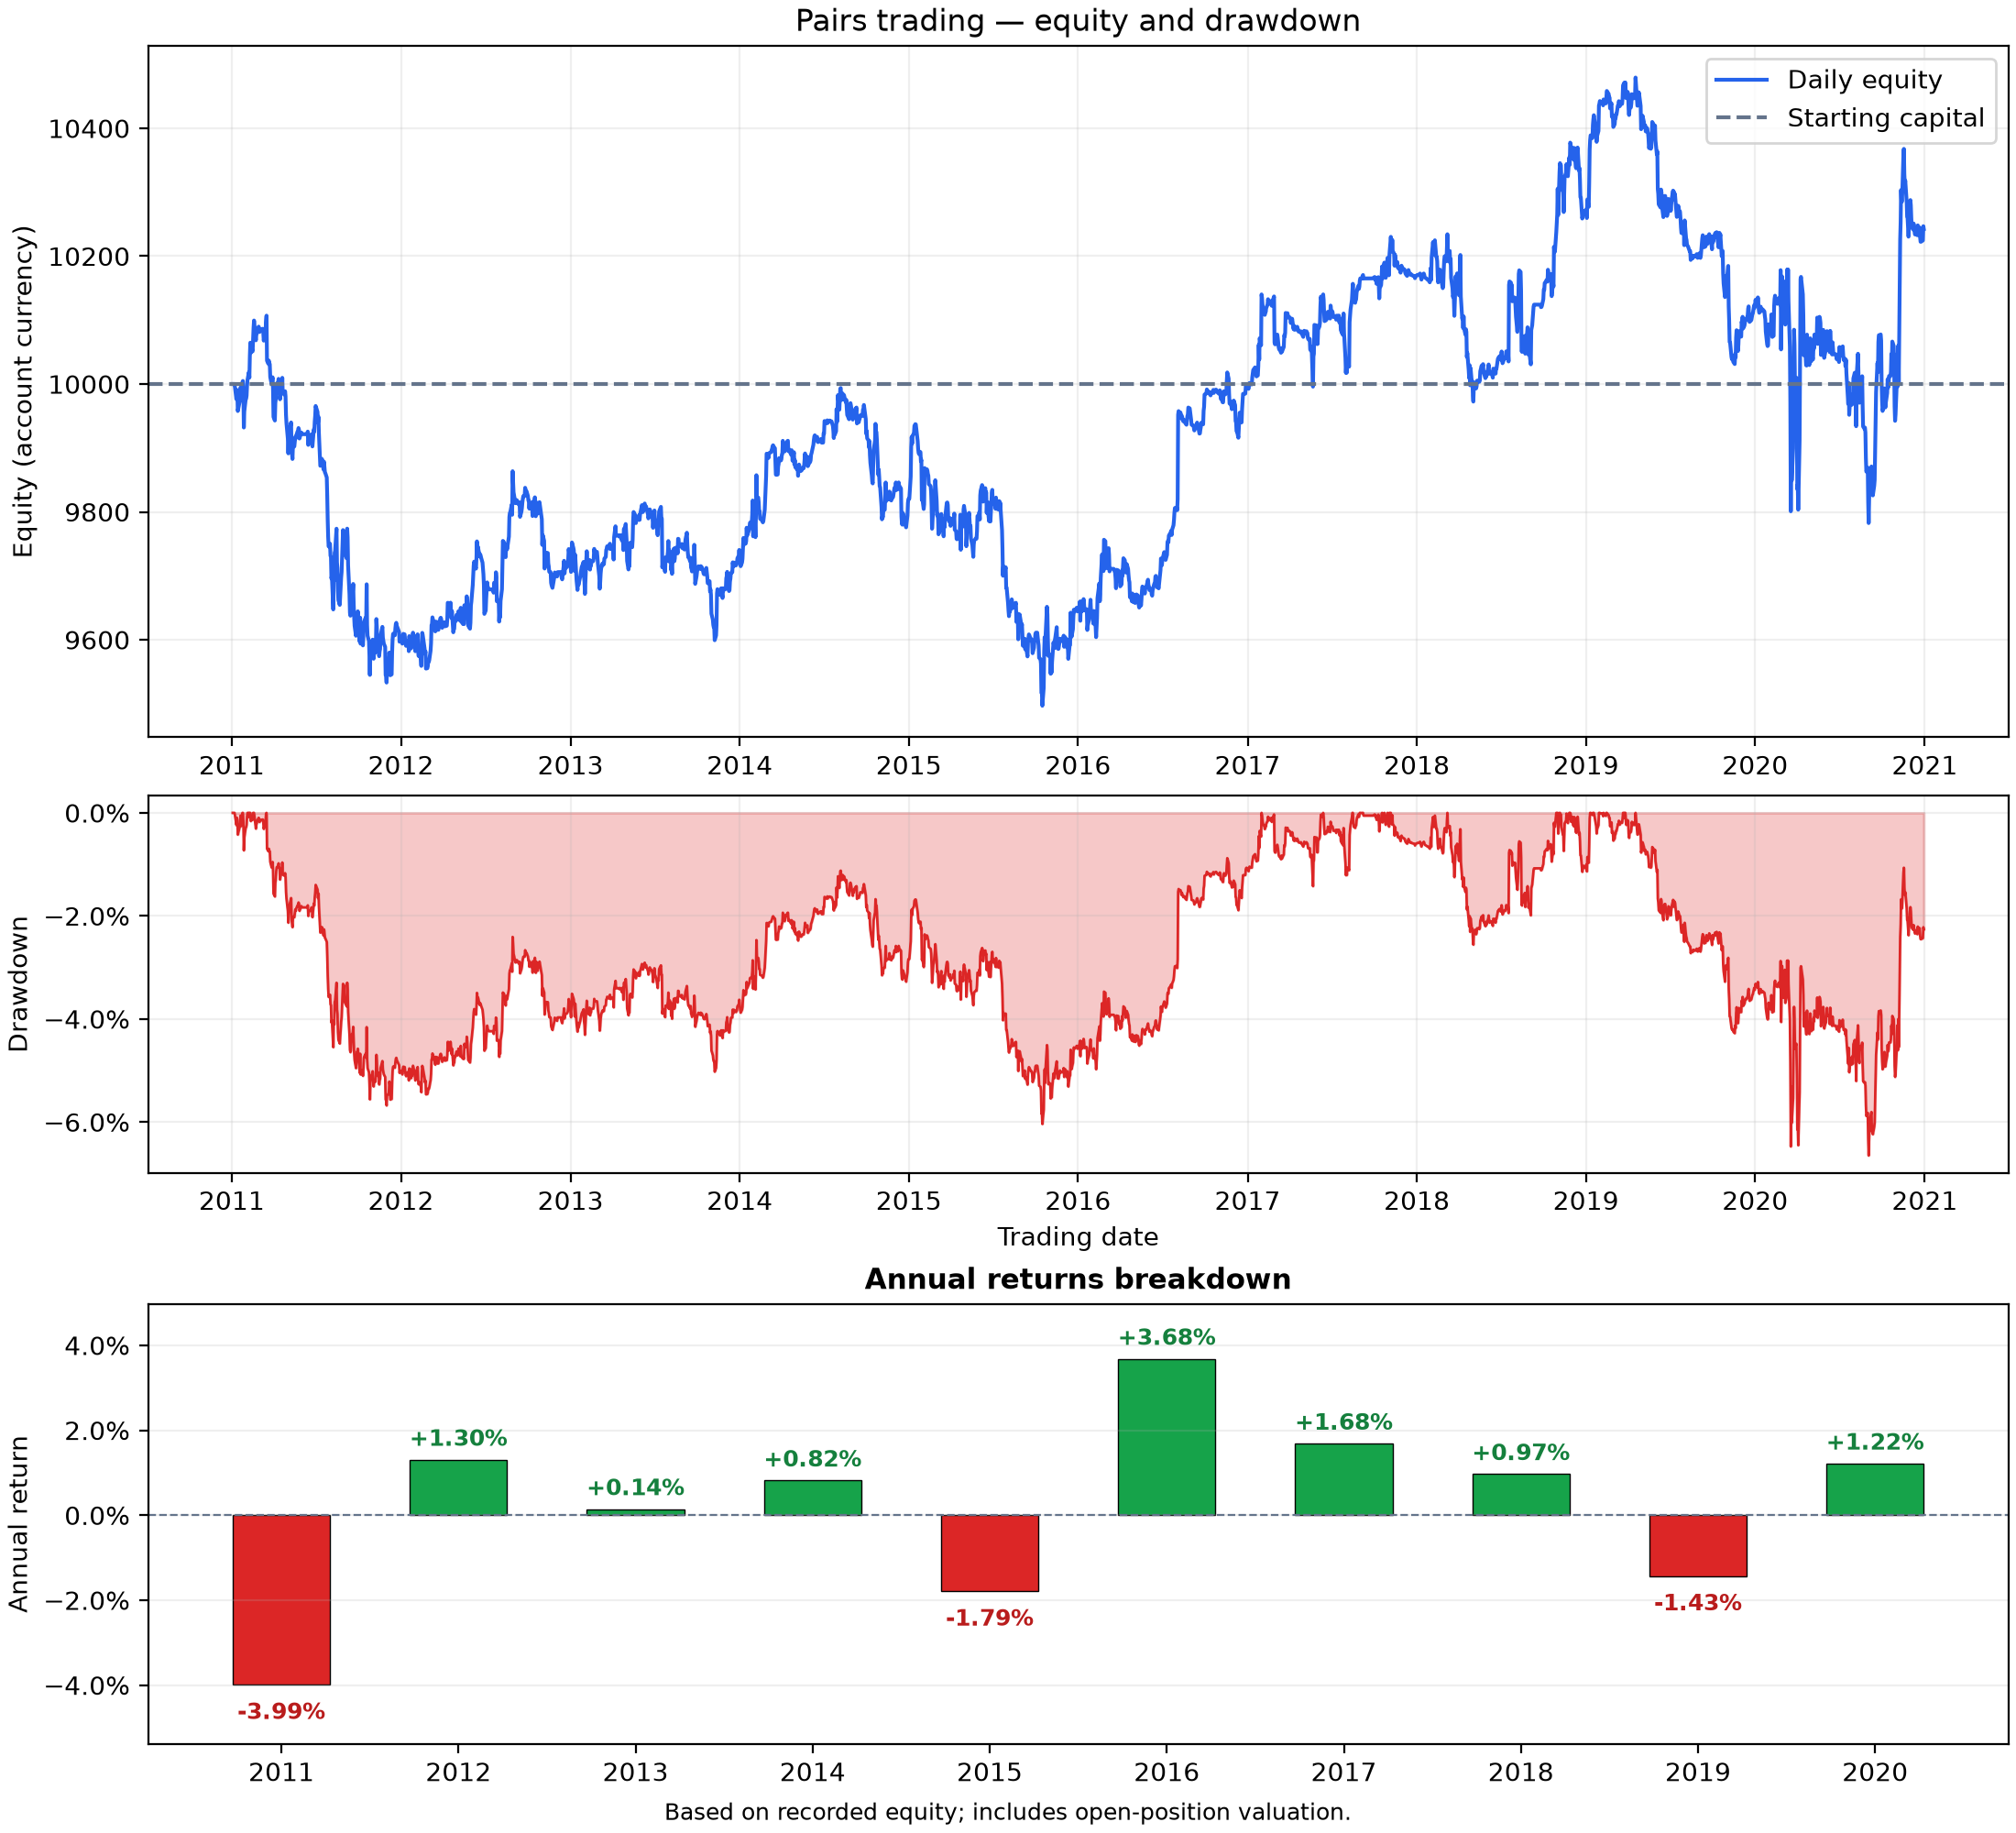 Pairs trading — equity and drawdown
Equity (account currency)
10400
10200
10000
9800
9600
Daily equity
Starting capital
2011 2012 2013 2014 2015 2016 2017 2018 2019 2020 2021
Drawdown
0.0%
−2.0%
−4.0%
−6.0%
2011 2012 2013 2014 2015 2016 2017 2018 2019 2020 2021
Trading date
Annual returns breakdown
Annual return
4.0%
2.0%
0.0%
−2.0%
−4.0%
-3.99%
+1.30%
+0.14%
+0.82%
-1.79%
+3.68%
+1.68%
+0.97%
-1.43%
+1.22%
2011 2012 2013 2014 2015 2016 2017 2018 2019 2020
Based on recorded equity; includes open-position valuation.